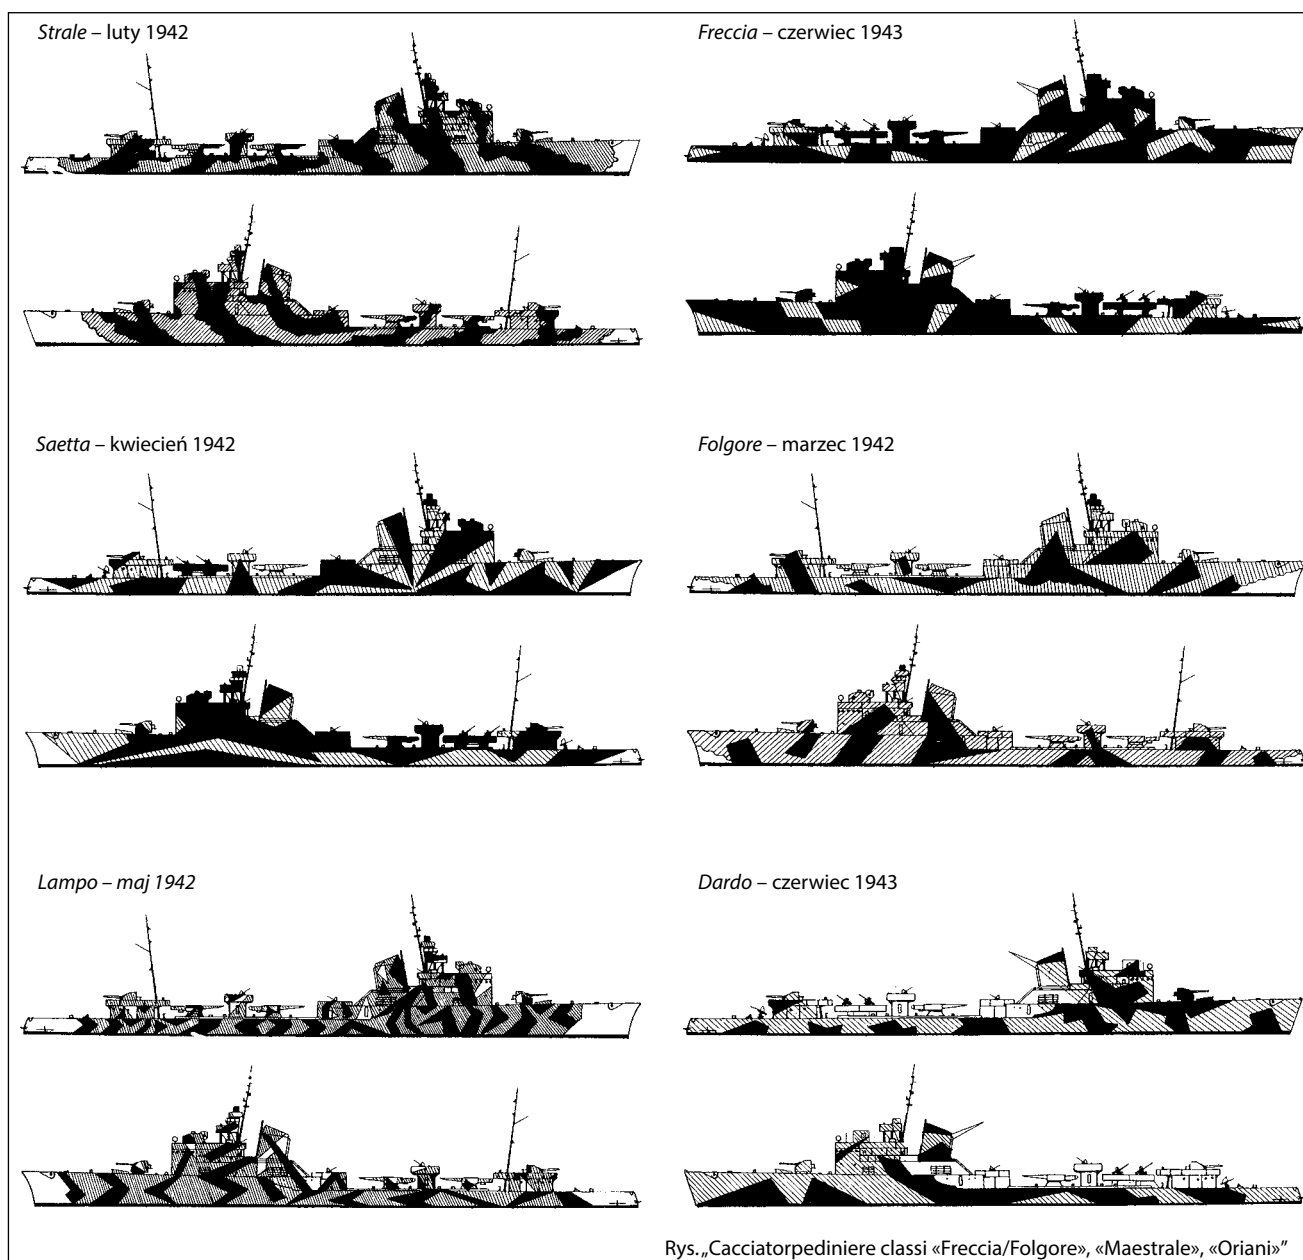 Strale – luty 1942
Freccia – czerwiec 1943
Saetta – kwiecień 1942
Folgore – marzec 1942
Lampo – maj 1942
Dardo – czerwiec 1943
Rys. „Cacciatorpediniere classi «Freccia/Folgore», «Maestrale», «Oriani»”